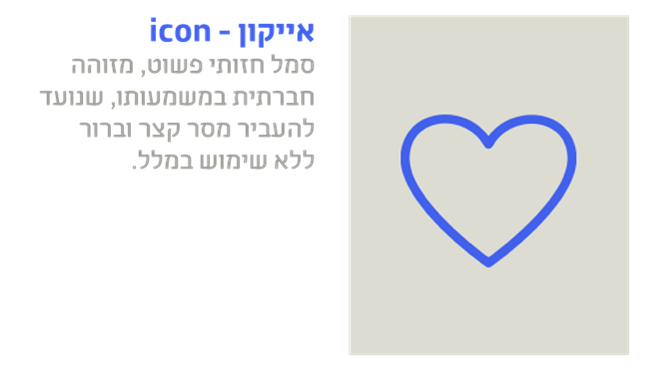 אייקון - icon
סמל חזותי פשוט, מזוהה
חברתית במשמעותו, שנועד
להעביר מסר קצר וברור
ללא שימוש במלל.